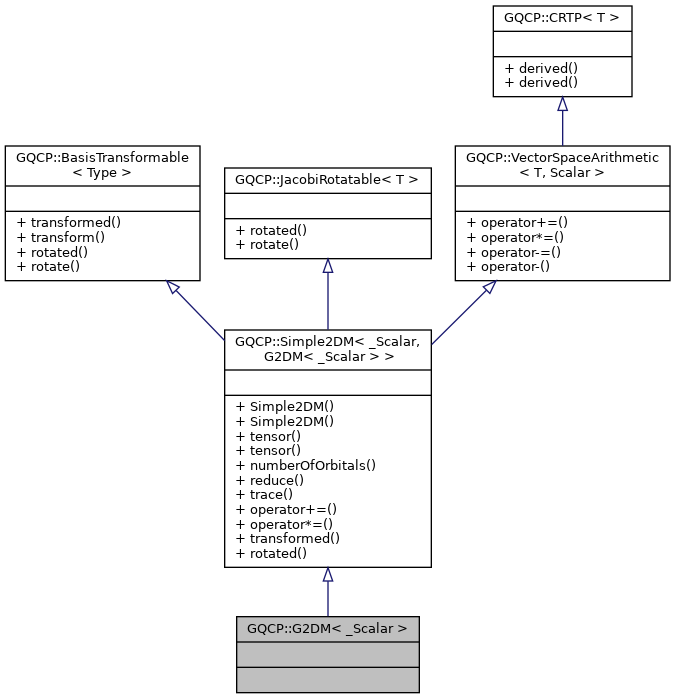 GQCP::CRTP< T >
+ derived()
+ derived()
GQCP::BasisTransformable
< Type >
+ transformed()
+ transform()
+ rotated()
+ rotate()
GQCP::JacobiRotatable< T >
+ rotated()
+ rotate()
GQCP::VectorSpaceArithmetic
< T, Scalar >
+ operator+=()
+ operator*=()
+ operator-=()
+ operator-()
GQCP::Simple2DM< _Scalar,
G2DM< _Scalar > >
+ Simple2DM()
+ Simple2DM()
+ tensor()
+ tensor()
+ numberOfOrbitals()
+ reduce()
+ trace()
+ operator+=()
+ operator*=()
+ transformed()
+ rotated()
GQCP::G2DM< _Scalar >